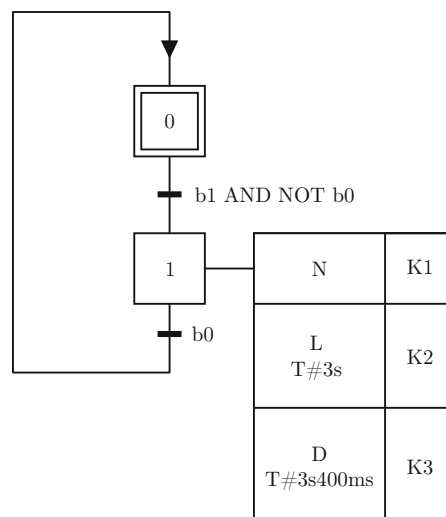 0
b1 AND NOT b0
1
N
K1
L
T#3s
K2
b0
D
T#3s400ms
K3